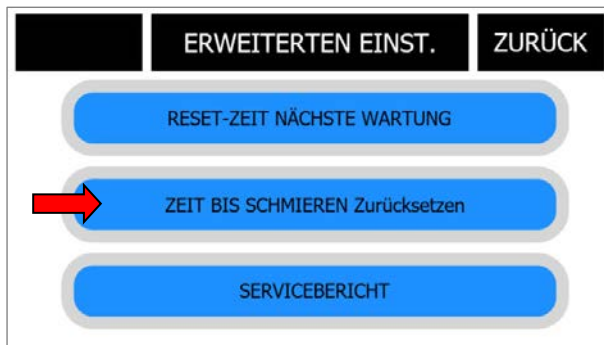 ERWEITERTEN EINST.
ZURÜCK
RESET-ZEIT NÄCHSTE WARTUNG
ZEIT BIS SCHMIEREN Zurücksetzen
SERVICEBERICHT